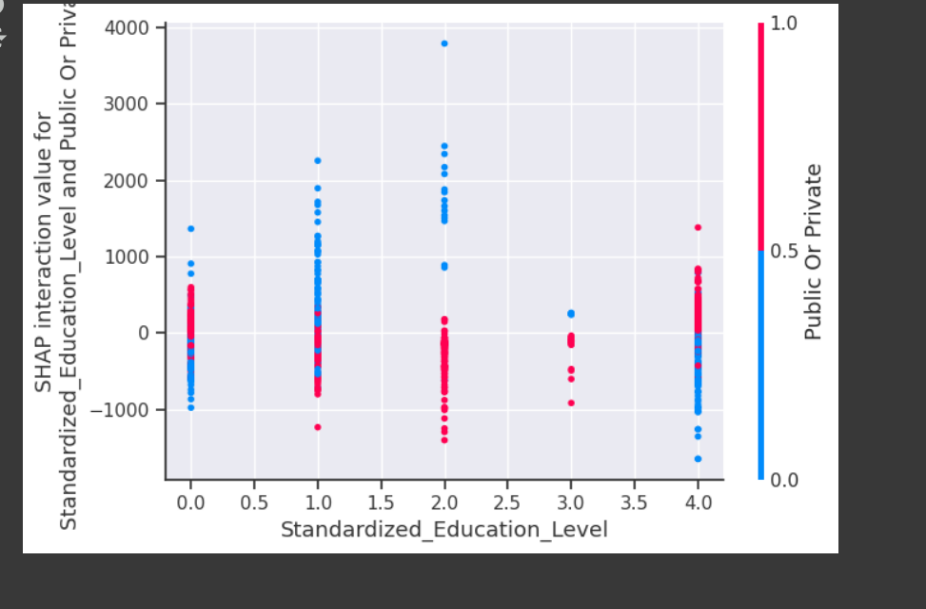 SHAP interaction value for
Standardized_Education_Level and Public Or Priva
4000
3000
2000
1000
0
−1000
0.0 0.5 1.0 1.5 2.0 2.5 3.0 3.5 4.0
Standardized_Education_Level
1.0
0.5
0.0
Public Or Private